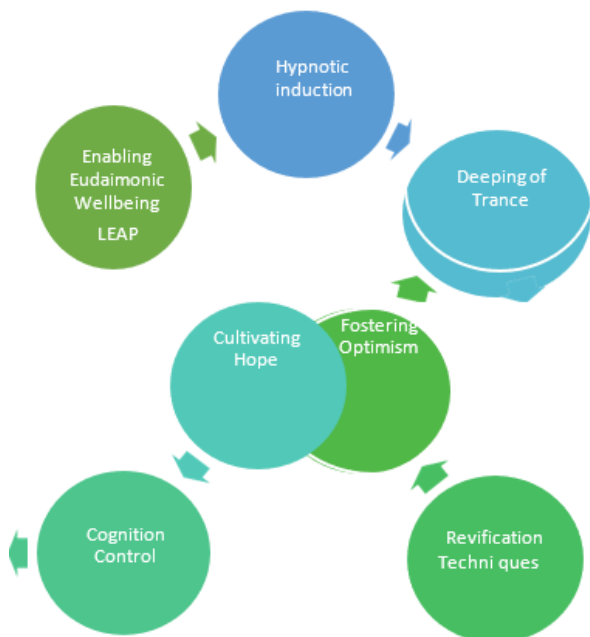 Hypnotic
induction
Enabling
Eudaimonic
Wellbeing
LEAP
Deeping of
Trance
Cultivating
Hope
Fostering
Optimism
Cognition
Control
Revification
Techni ques